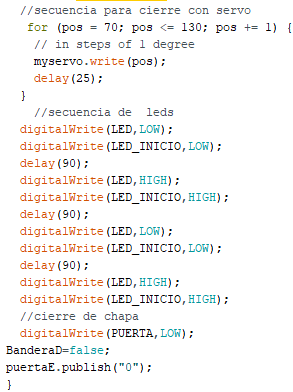 //secuencia para cierre con servo
for (pos = 70; pos <= 130; pos += 1) {
// in steps of 1 degree
myservo.write(pos);
delay(25);
}
//secuencia de  leds
digitalWrite(LED,LOW);
digitalWrite(LED_INICIO,LOW);
delay(90);
digitalWrite(LED,HIGH);
digitalWrite(LED_INICIO,HIGH);
delay(90);
digitalWrite(LED,LOW);
digitalWrite(LED_INICIO,LOW);
delay(90);
digitalWrite(LED,HIGH);
digitalWrite(LED_INICIO,HIGH);
//cierre de chapa
digitalWrite(PUERTA,LOW);
BanderaD=false;
puertaE.publish("0");
}